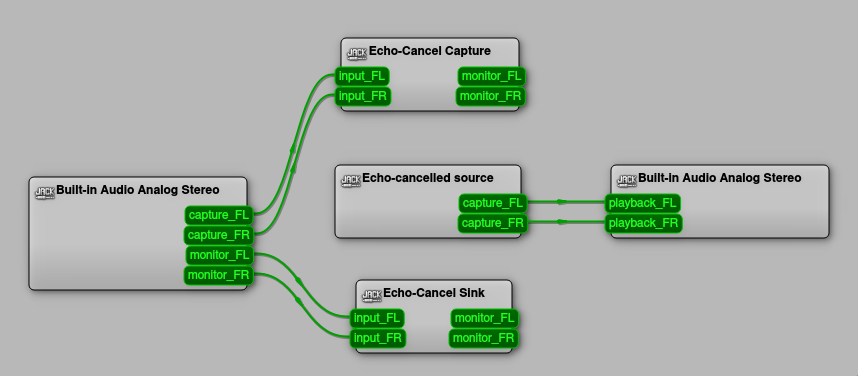 JACK Echo-Cancel Capture
input_FL monitor_FL
input_FR monitor_FR
JACK Built-in Audio Analog Stereo
capture_FL
capture_FR
monitor_FL
monitor_FR
JACK Echo-cancelled source
capture_FL
capture_FR
JACK Built-in Audio Analog Stereo
playback_FL
playback_FR
JACK Echo-Cancel Sink
input_FL monitor_FL
input_FR monitor_FR